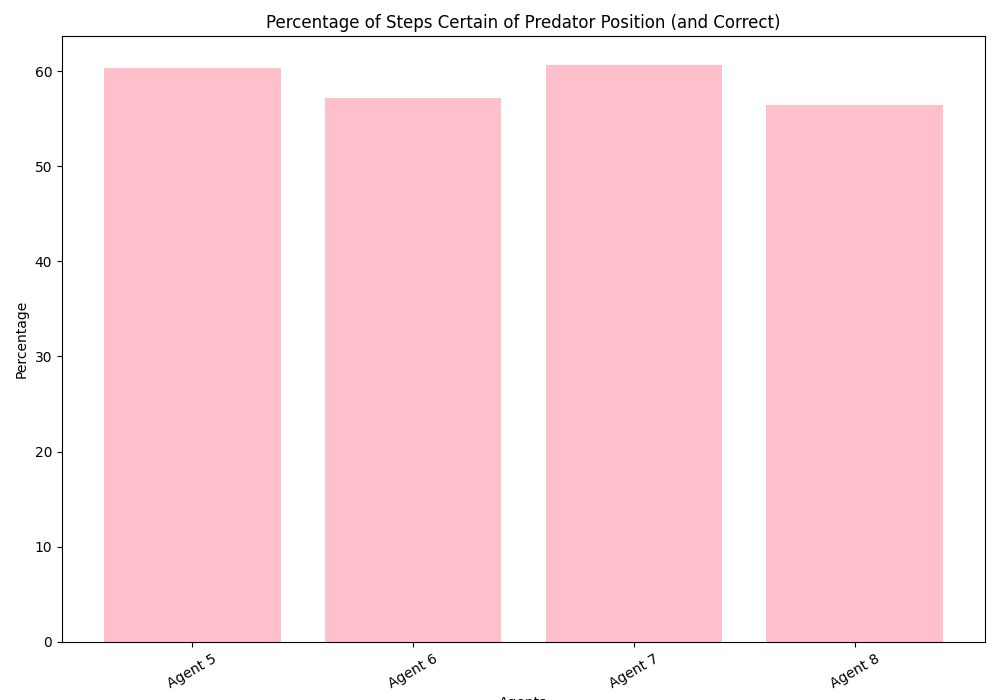 Percentage of Steps Certain of Predator Position (and Correct)
Percentage
60
50
40
30
20
10
0
Agent 5
Agent 6
Agent 7
Agent 8
Agents